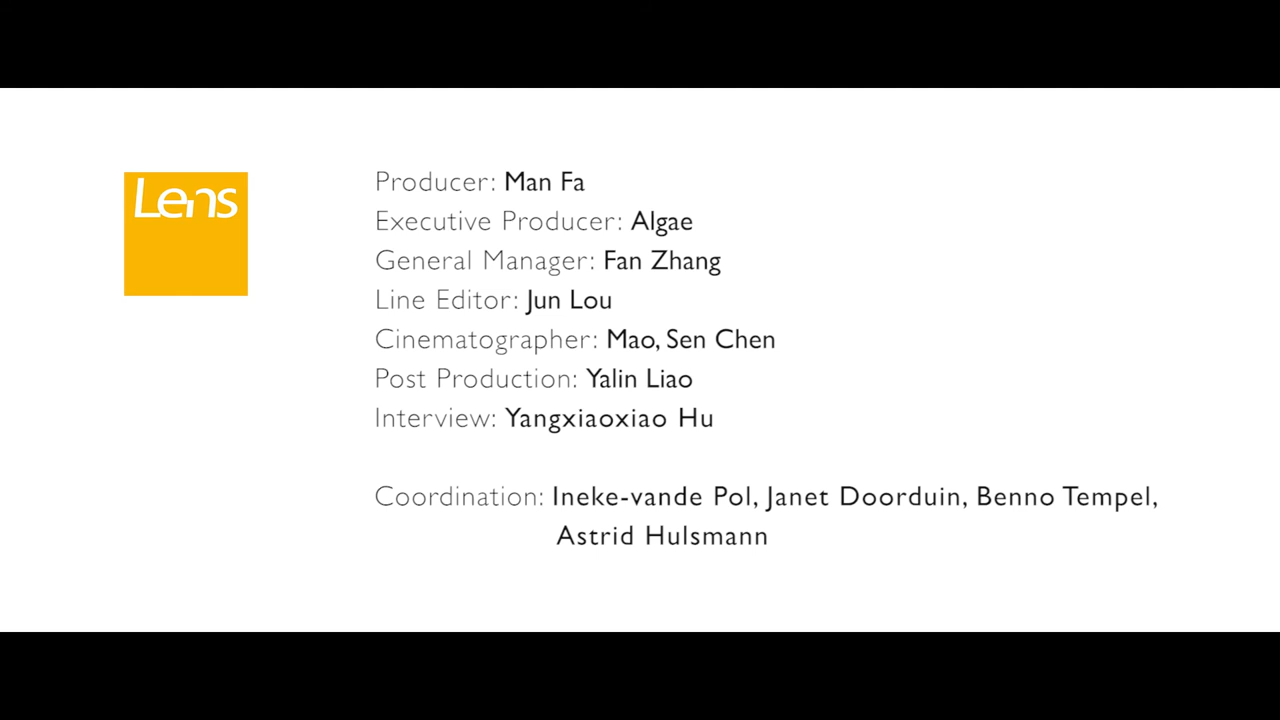 Lens
Producer: Man Fa
Executive Producer: Algae
General Manager: Fan Zhang
Line Editor: Jun Lou
Cinematographer: Mao, Sen Chen
Post Production: Yalin Liao
Interview: Yangxiaoxiao Hu
Coordination: Ineke-vande Pol, Janet Doorduin, Benno Tempel,
Astrid Hulsmann